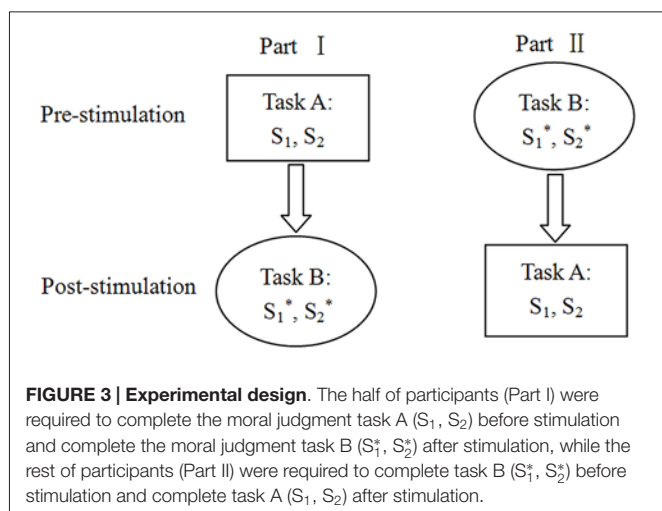 Part Ⅰ Part Ⅱ
Pre-stimulation
Task A:
S₁, S₂
Task B:
S₁*, S₂*
Post-stimulation
Task B:
S₁*, S₂*
Task A:
S₁, S₂
FIGURE 3 | Experimental design. The half of participants (Part I) were
required to complete the moral judgment task A (S₁, S₂) before stimulation
and complete the moral judgment task B (S₁*, S₂*) after stimulation, while the
rest of participants (Part II) were required to complete task B (S₁*, S₂*) before
stimulation and complete task A (S₁, S₂) after stimulation.